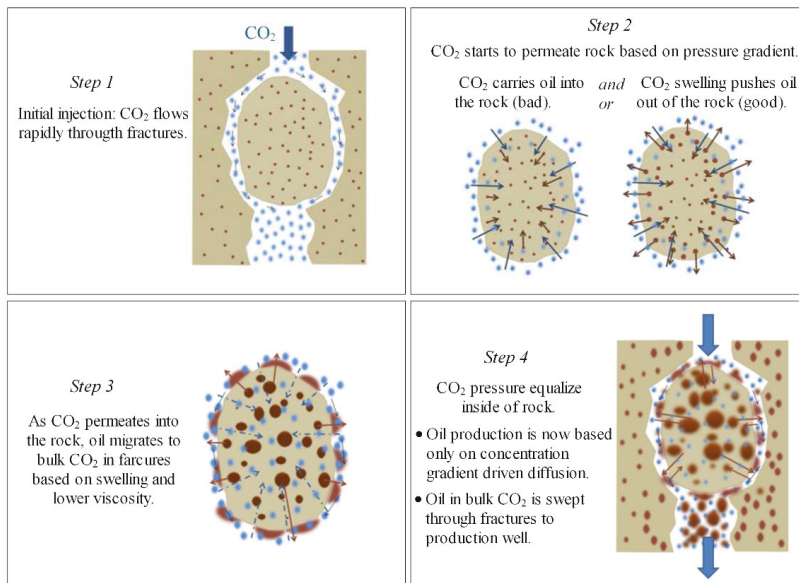 Step 1
Initial injection: CO₂ flows
rapidly throungh fractures.
CO₂
Step 2
CO₂ starts to permeate rock based on pressure gradient.
CO₂ carries oil into
the rock (bad).
and
or
CO₂ swelling pushes oil
out of the rock (good).
Step 3
As CO₂ permeates into
the rock, oil migrates to
bulk CO₂ in farcures
based on swelling and
lower viscosity.
Step 4
CO₂ pressure equalize
inside of rock.
• Oil production is now based
only on concentration
gradient driven diffusion.
• Oil in bulk CO₂ is swept
through fractures to
production well.